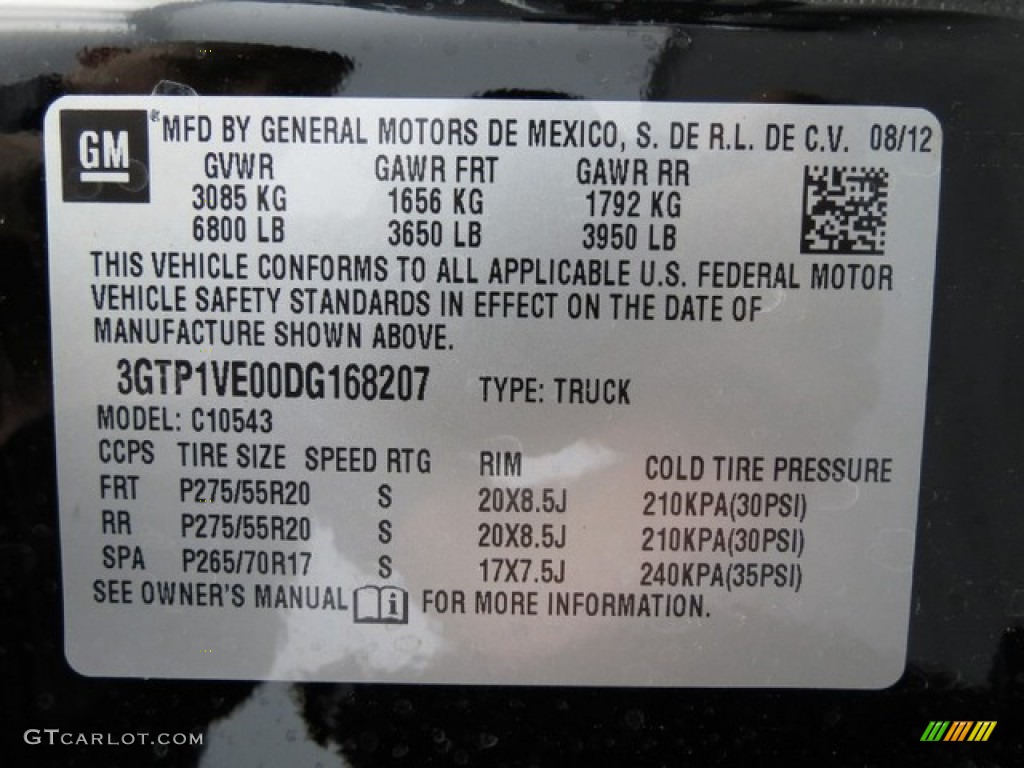 GM ® MFD BY GENERAL MOTORS DE MEXICO, S. DE R.L. DE C.V. 08/12
GVWR GAWR FRT GAWR RR
3085 KG 1656 KG 1792 KG
6800 LB 3650 LB 3950 LB
THIS VEHICLE CONFORMS TO ALL APPLICABLE U.S. FEDERAL MOTOR
VEHICLE SAFETY STANDARDS IN EFFECT ON THE DATE OF
MANUFACTURE SHOWN ABOVE.
3GTP1VE00DG168207 TYPE: TRUCK
MODEL: C10543
CCPS TIRE SIZE SPEED RTG RIM COLD TIRE PRESSURE
FRT P275/55R20 S 20X8.5J 210KPA(30PSI)
RR P275/55R20 S 20X8.5J 210KPA(30PSI)
SPA P265/70R17 S 17X7.5J 240KPA(35PSI)
SEE OWNER'S MANUAL i FOR MORE INFORMATION.
GTCARLOT.COM